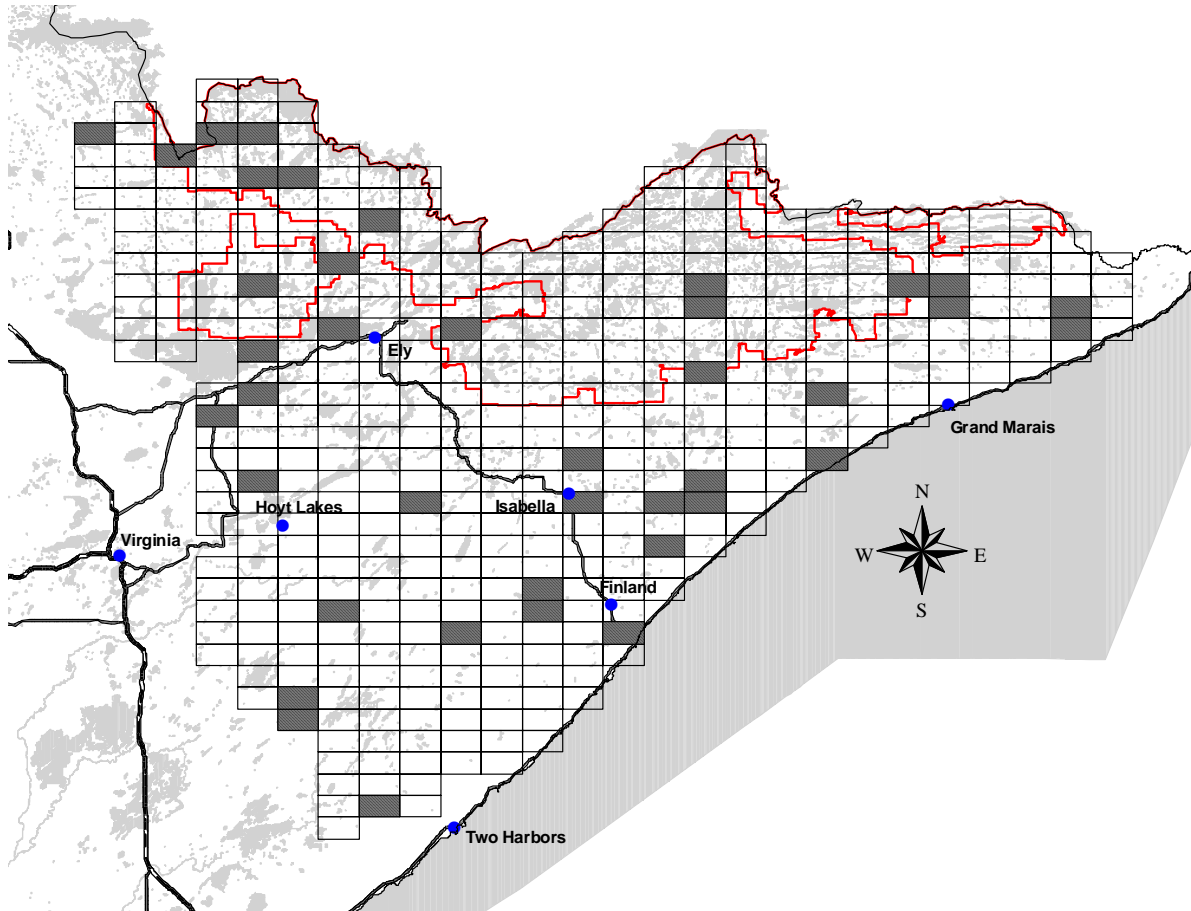 Ely
Grand Marais
Isabella
Hoyt Lakes
Virginia
Finland
Two Harbors
N
W
E
S